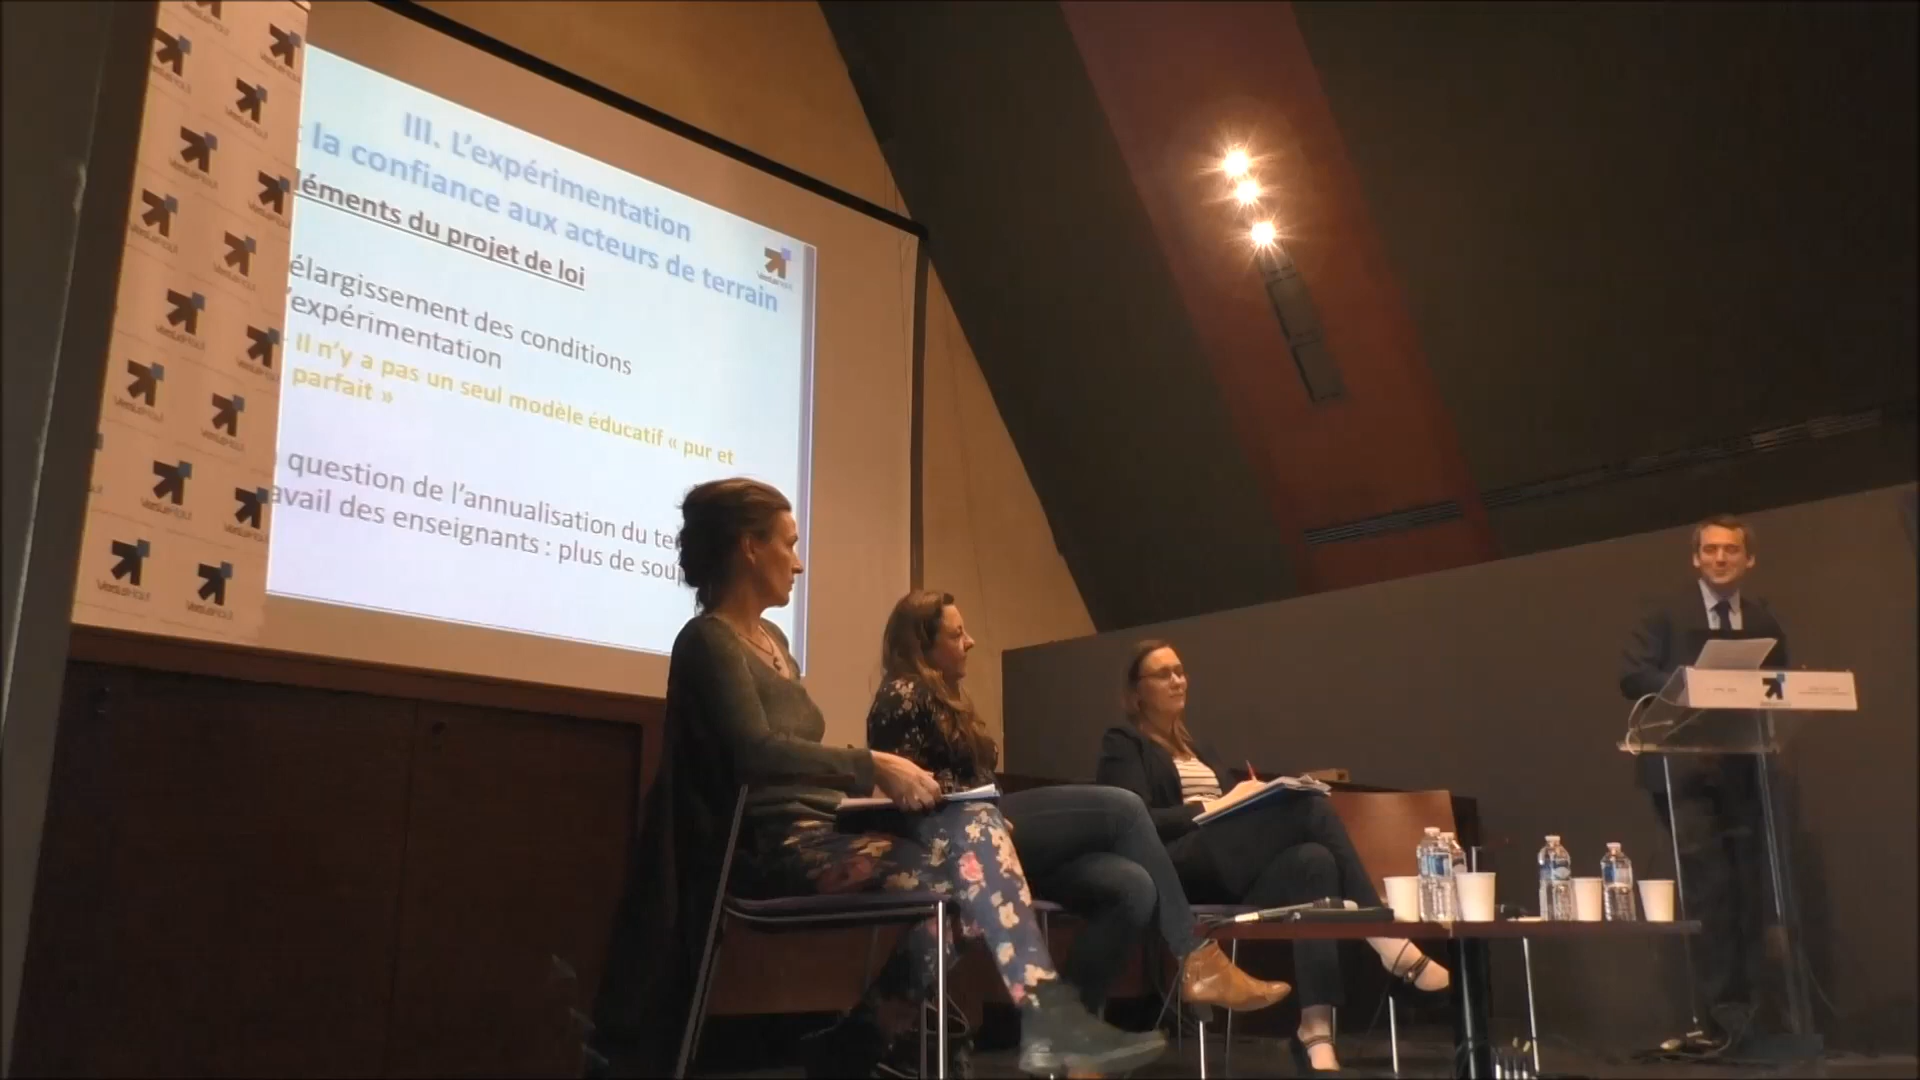 III. L'expérimentation
: la confiance aux acteurs de terrain
léments du projet de loi
élargissement des conditions
'expérimentation
Il n'y a pas un seul modèle éducatif « pur et
parfait »
question de l'annualisation du te
avail des enseignants : plus de soup
VersLeHaut